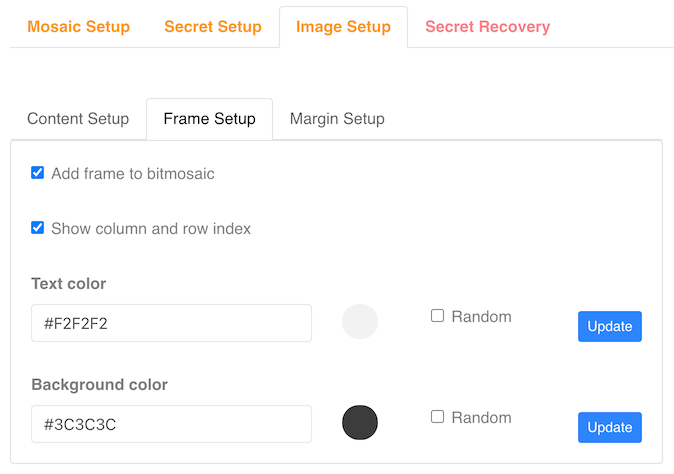 Mosaic Setup Secret Setup Image Setup Secret Recovery
Content Setup Frame Setup Margin Setup
Add frame to bitmosaic
Show column and row index
Text color
#F2F2F2 Random Update
Background color
#3C3C3C Random Update